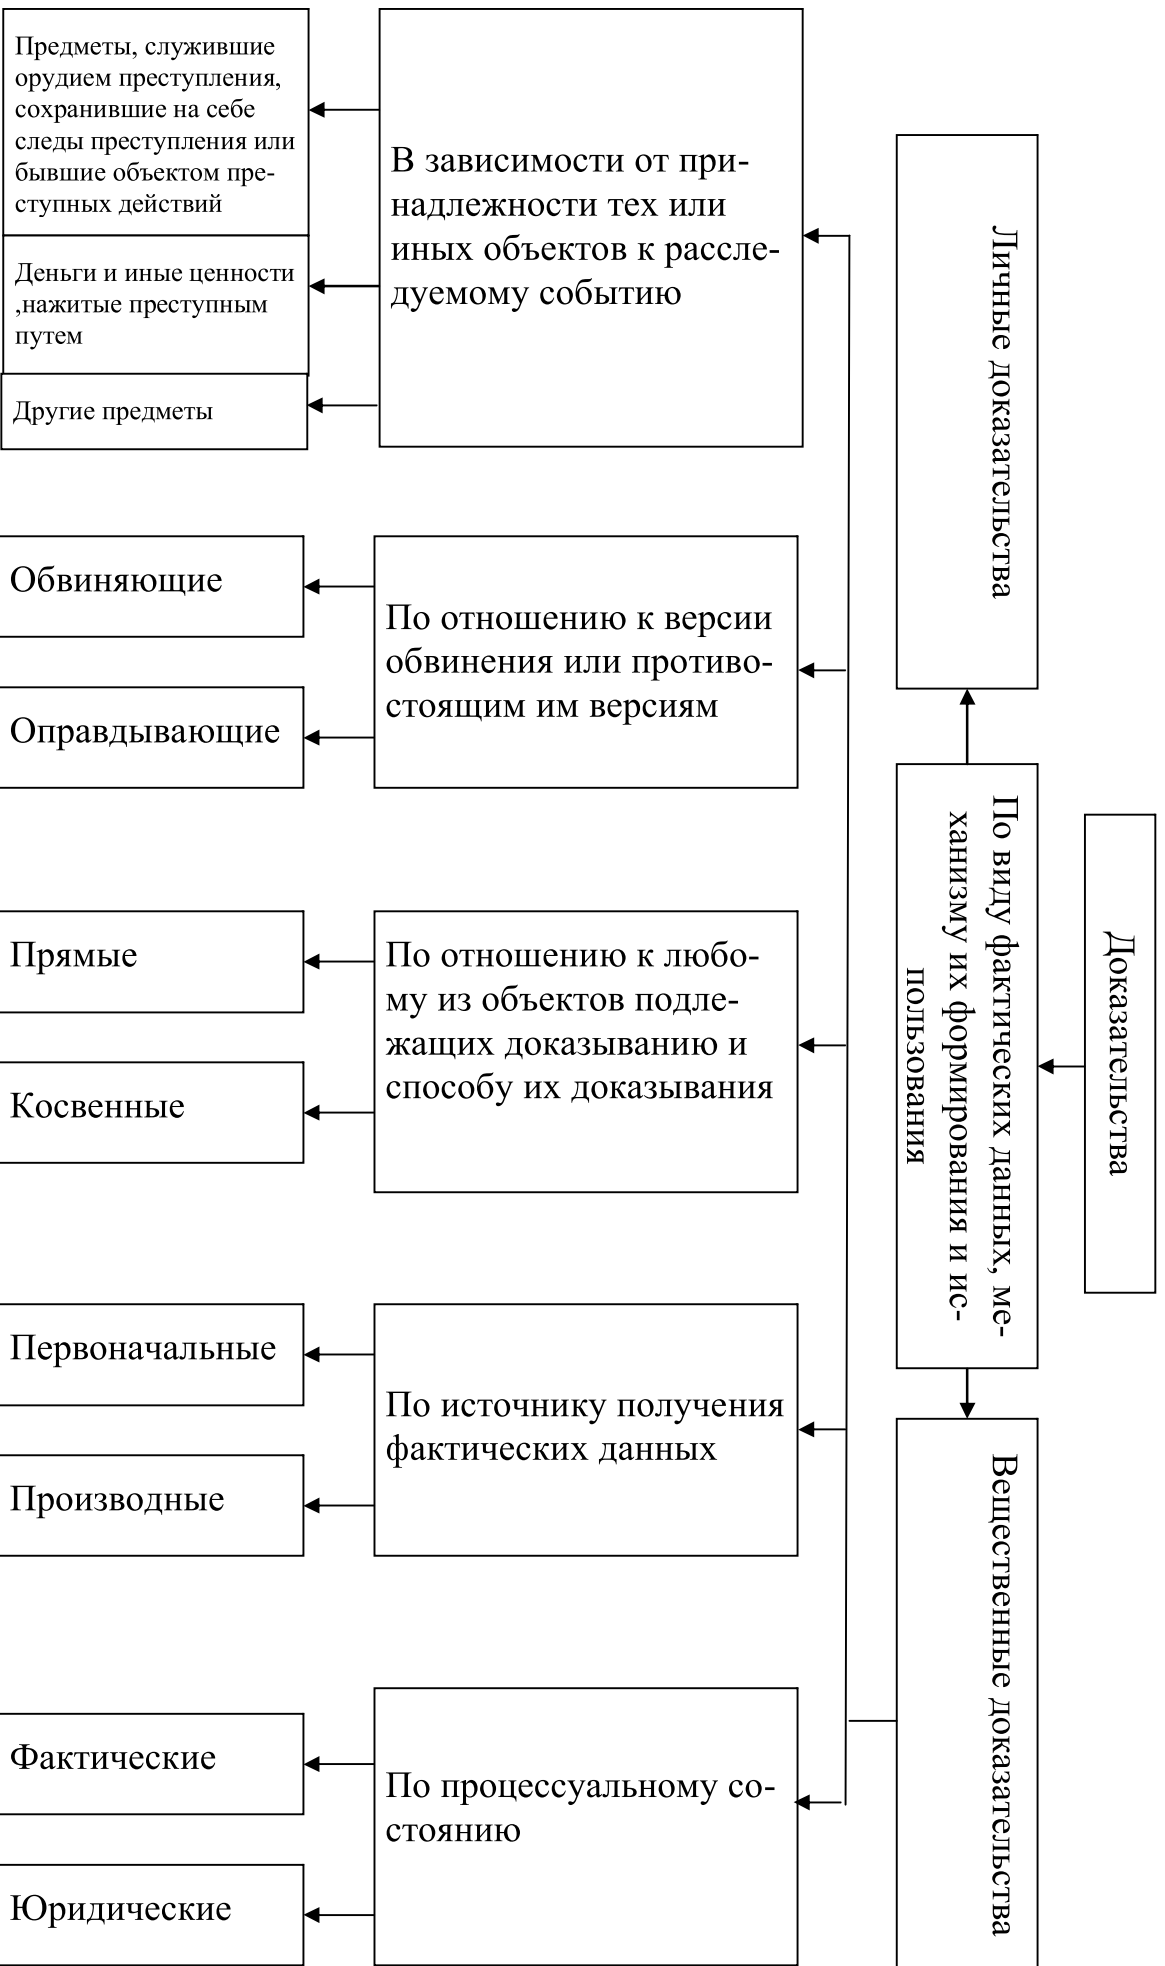 Предметы, служившие
орудием преступления,
сохранившие на себе
следы преступления или
бывшие объектом пре-
ступных действий
Деньги и иные ценности
,нажитые преступным
путем
Другие предметы
В зависимости от при-
надлежности тех или
иных объектов к рассле-
дуемому событию
Обвиняющие
Оправдывающие
По отношению к версии
обвинения или противо-
стоящим им версиям
Прямые
Косвенные
По отношению к любо-
му из объектов подле-
жащих доказыванию и
способу их доказывания
Первоначальные
Производные
По источнику получения
фактических данных
Фактические
Юридические
По процессуальному со-
стоянию
Личные доказательства
По виду фактических данных, ме-
ханизму их формирования и ис-
пользования
Вещественные доказательства
Доказательства